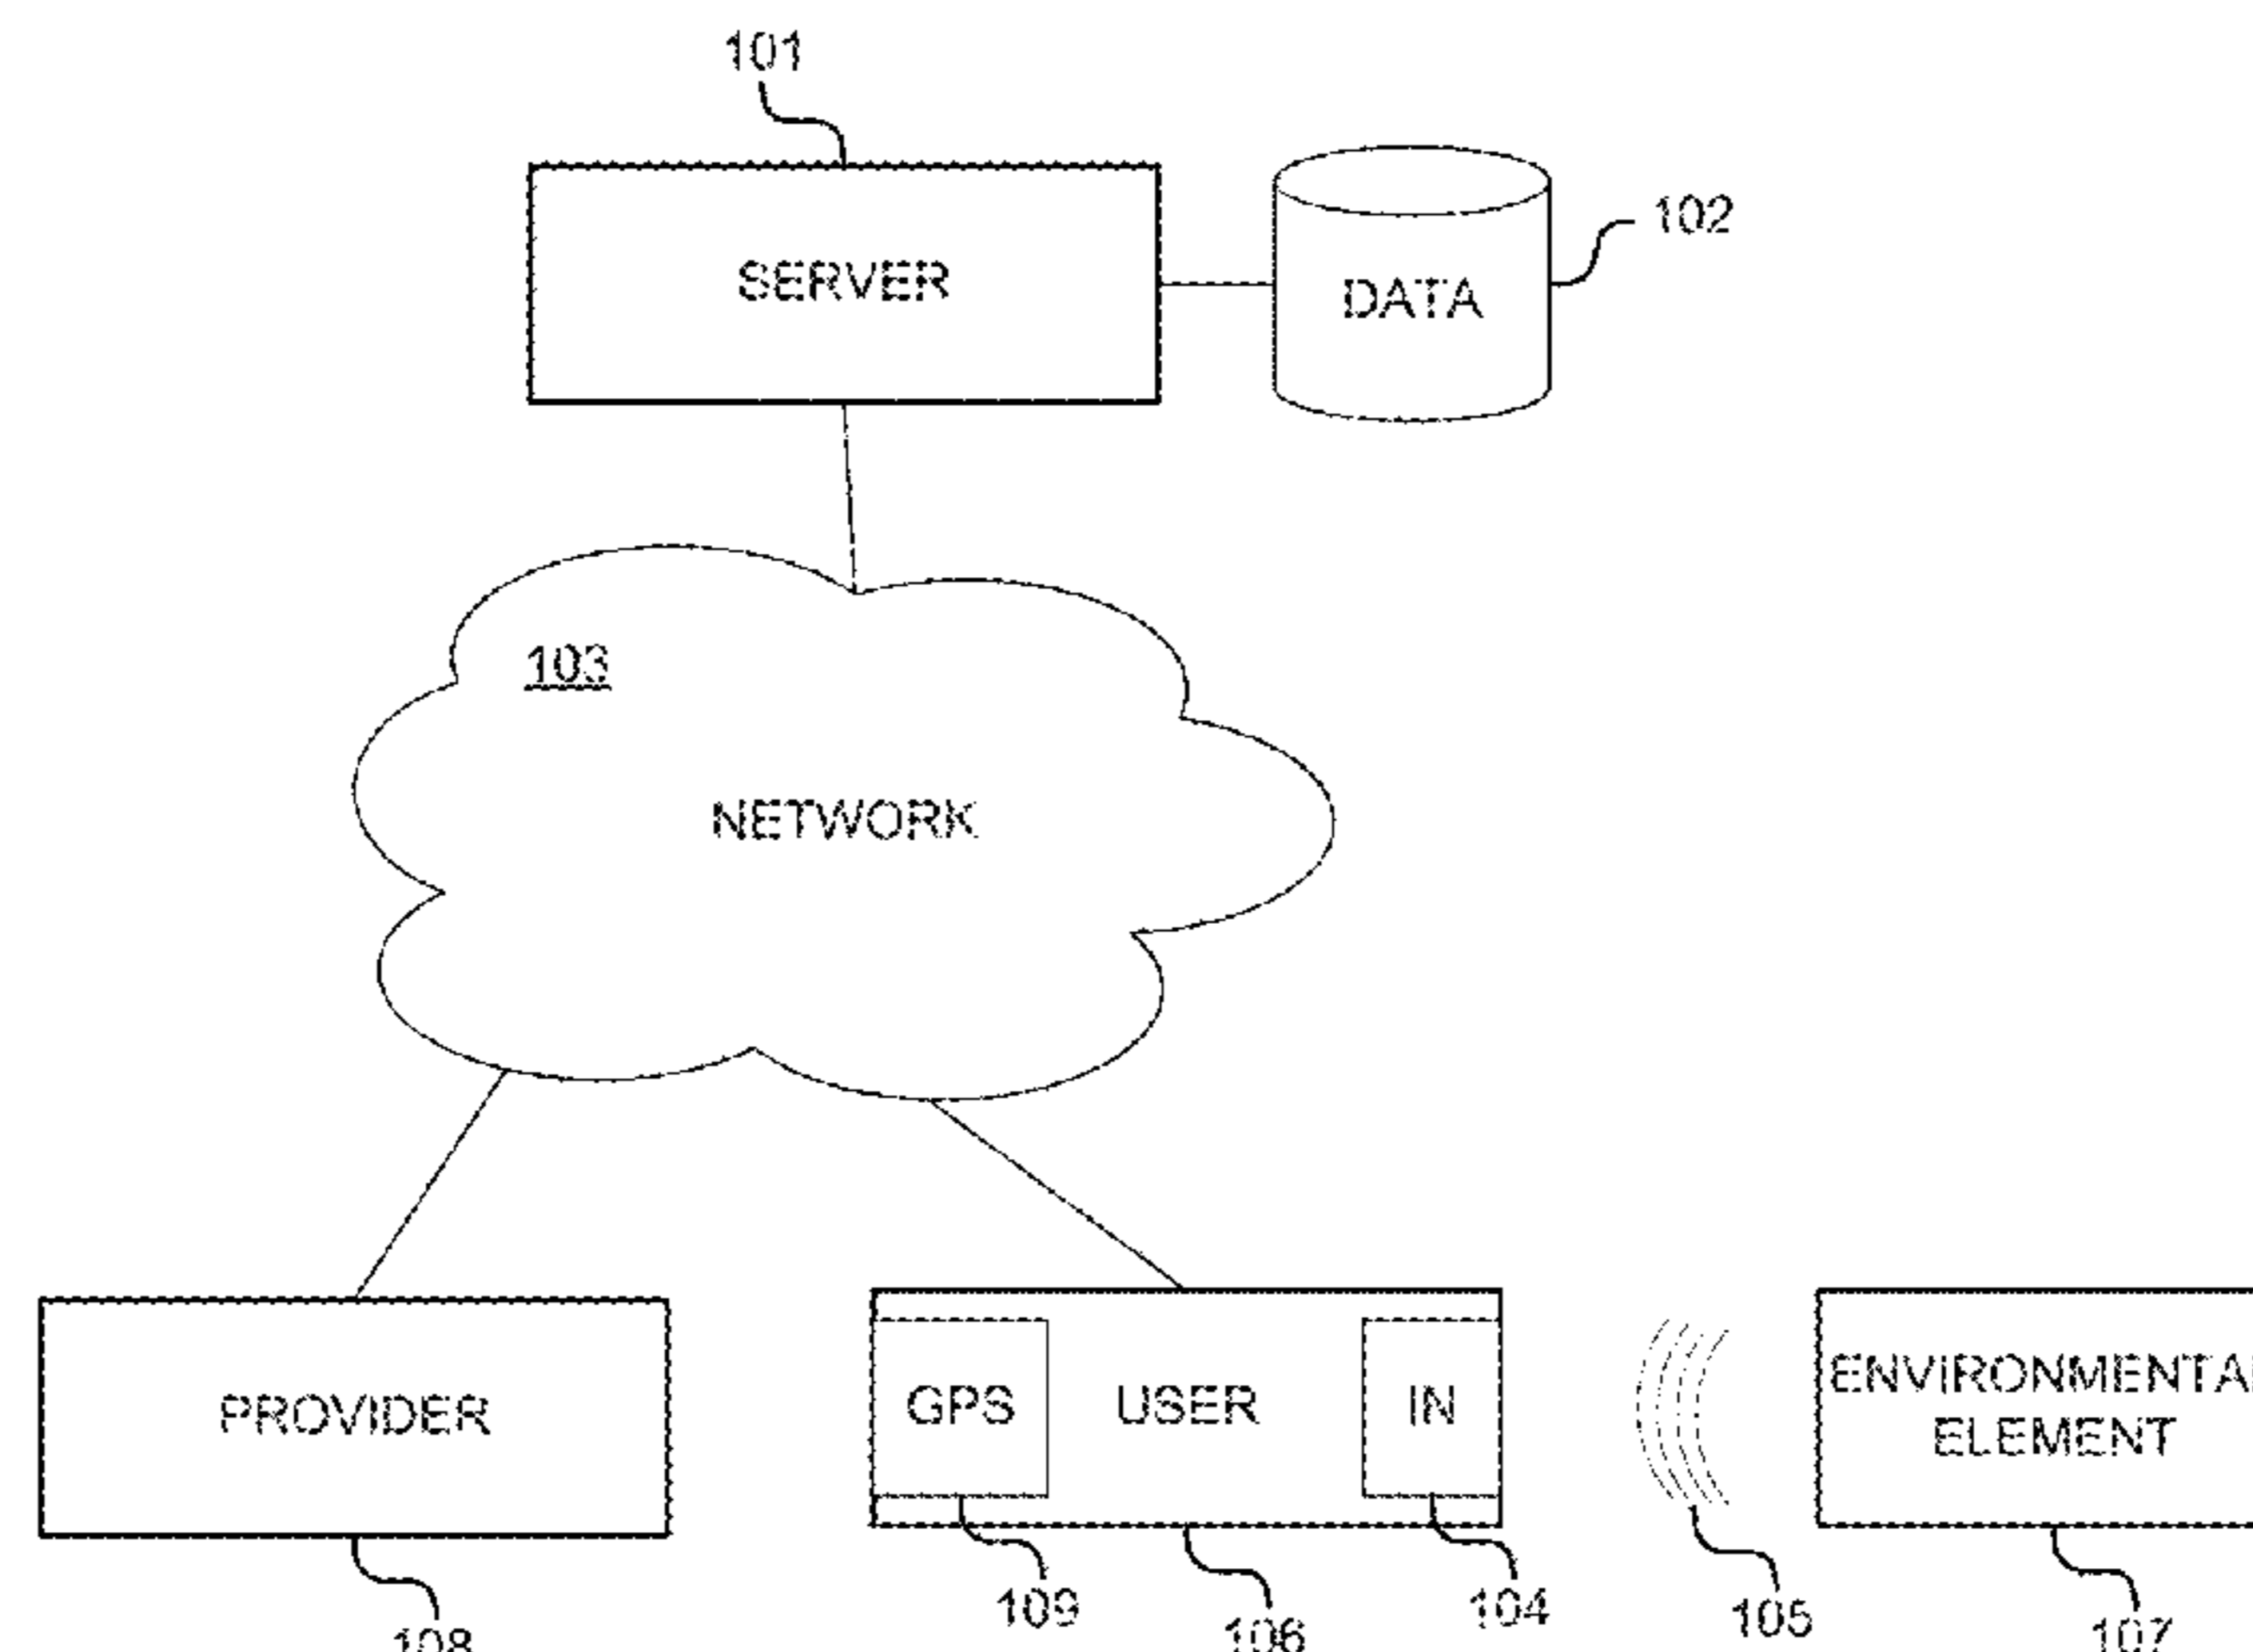 101
SERVER
DATA
102
103
NETWORK
PROVIDER
GPS
USER
IN
ENVIRONMENTAL
ELEMENT
108
109
106
104
105
107